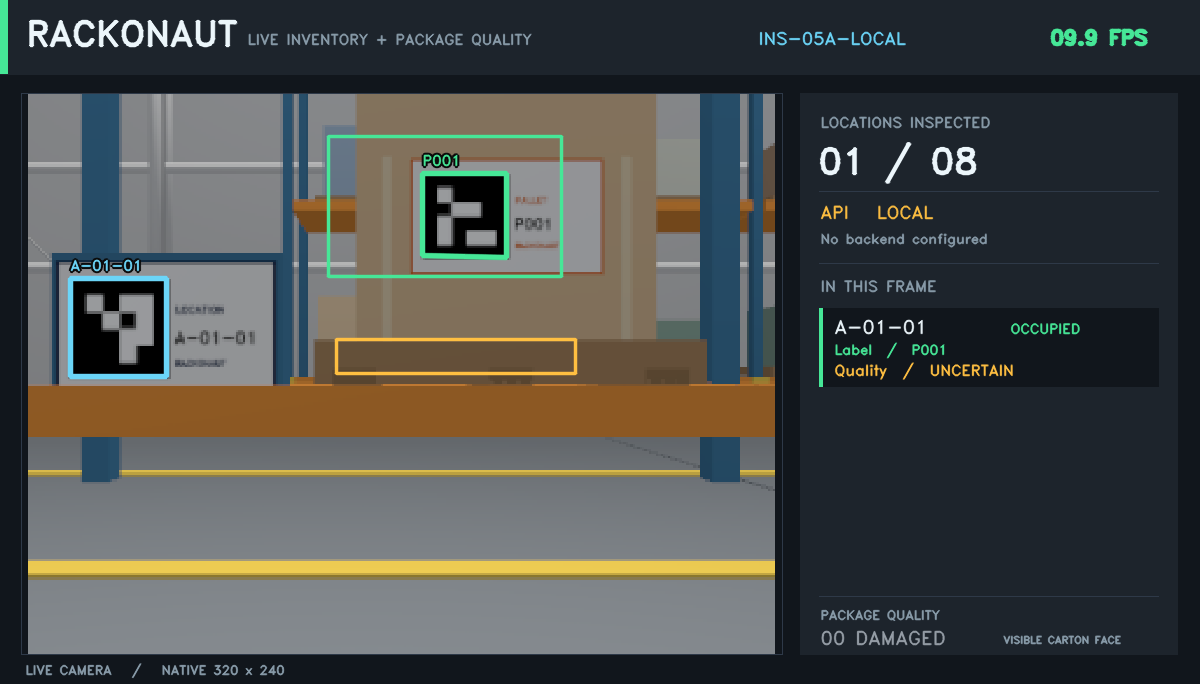 RACKONAUT LIVE INVENTORY + PACKAGE QUALITY INS-05A-LOCAL 09.9 FPS
P001
PALLET
P001
RACKONAUT
A-01-01
LOCATION
A-01-01
RACKONAUT
LOCATIONS INSPECTED
01 / 08
API LOCAL
No backend configured
IN THIS FRAME
A-01-01 OCCUPIED
Label / P001
Quality / UNCERTAIN
PACKAGE QUALITY
00 DAMAGED VISIBLE CARTON FACE
LIVE CAMERA / NATIVE 320 x 240